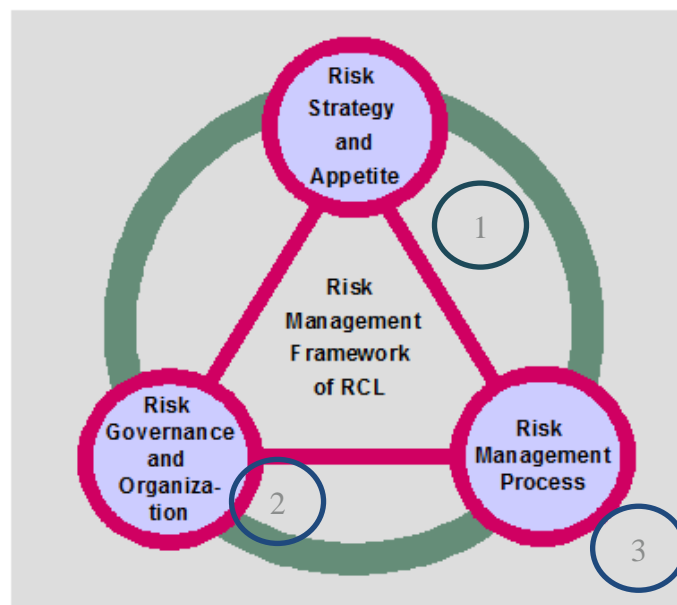 Risk
Strategy
and
Appetite
1
Risk
Management
Framework
of RCL
Risk
Governance
and
Organiza-
tion
2
Risk
Management
Process
3